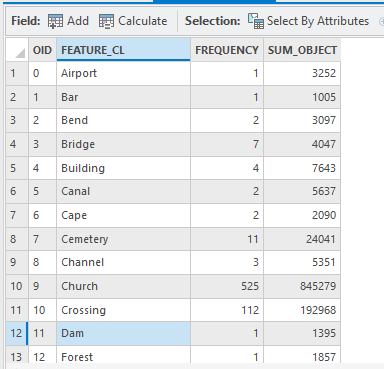 Field: Add Calculate Selection: Select By Attributes
OID FEATURE_CL FREQUENCY SUM_OBJECT
1 0 Airport 1 3252
2 1 Bar 1 1005
3 2 Bend 2 3097
4 3 Bridge 7 4047
5 4 Building 4 7643
6 5 Canal 2 5637
7 6 Cape 2 2090
8 7 Cemetery 11 24041
9 8 Channel 3 5351
10 9 Church 525 845279
11 10 Crossing 112 192968
12 11 Dam 1 1395
13 12 Forest 1 1857